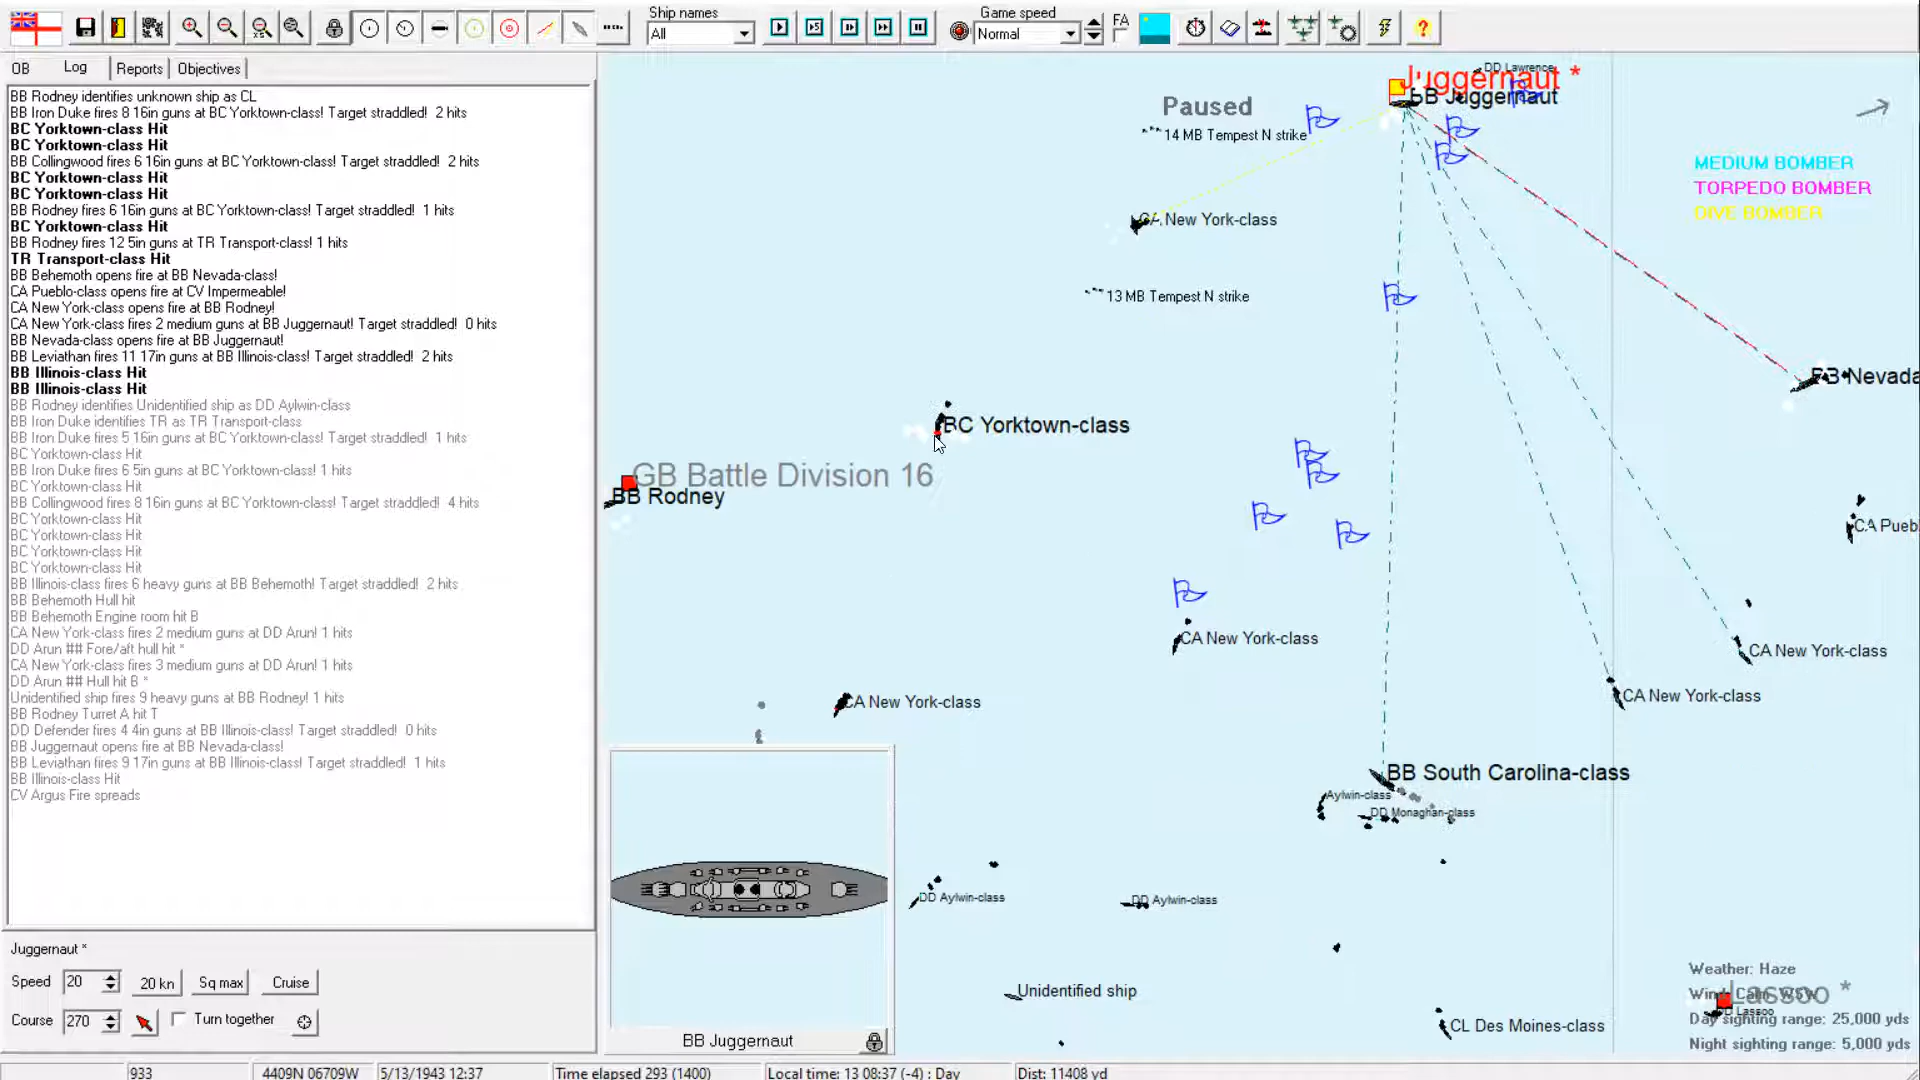 Ship names
Game speed
All
Normal
FA
OB
Log
Reports
Objectives
BB Rodney identifies unknown ship as CL
BB Iron Duke fires 8 16in guns at BC Yorktown-class! Target straddled! 2 hits
BC Yorktown-class Hit
BC Yorktown-class Hit
BB Collingwood fires 6 16in guns at BC Yorktown-class! Target straddled! 2 hits
BC Yorktown-class Hit
BC Yorktown-class Hit
BB Rodney fires 6 16in guns at BC Yorktown-class! Target straddled! 1 hits
BC Yorktown-class Hit
BB Rodney fires 12 5in guns at TR Transport-class! 1 hits
TR Transport-class Hit
BB Behemoth opens fire at BB Nevada-class!
CA Pueblo-class opens fire at CV Impermeable!
CA New York-class opens fire at BB Rodney!
CA New York-class fires 2 medium guns at BB Juggernaut! Target straddled! 0 hits
BB Nevada-class opens fire at BB Juggernaut!
BB Leviathan fires 11 17in guns at BB Illinois-class! Target straddled! 2 hits
BB Illinois-class Hit
BB Illinois-class Hit
BB Rodney identifies Unidentified ship as DD Aylwin-class
BB Iron Duke identifies TR as TR Transport-class
BB Iron Duke fires 5 16in guns at BC Yorktown-class! Target straddled! 1 hits
BC Yorktown-class Hit
BB Iron Duke fires 6 5in guns at BC Yorktown-class! 1 hits
BC Yorktown-class Hit
BB Collingwood fires 8 16in guns at BC Yorktown-class! Target straddled! 4 hits
BC Yorktown-class Hit
BC Yorktown-class Hit
BC Yorktown-class Hit
BC Yorktown-class Hit
BB Illinois-class fires 6 heavy guns at BB Behemoth! Target straddled! 2 hits
BB Behemoth Hull hit
BB Behemoth Engine room hit B
CA New York-class fires 2 medium guns at DD Arun! 1 hits
DD Arun ## Fore/aft hull hit *
CA New York-class fires 3 medium guns at DD Arun! 1 hits
DD Arun ## Hull hit B *
Unidentified ship fires 9 heavy guns at BB Rodney! 1 hits
BB Rodney Turret A hit T
DD Defender fires 4 4in guns at BB Illinois-class! Target straddled! 0 hits
BB Juggernaut opens fire at BB Nevada-class!
BB Leviathan fires 9 17in guns at BB Illinois-class! Target straddled! 1 hits
BB Illinois-class Hit
CV Argus Fire spreads
Juggernaut *
Speed
20
20 kn
Sq max
Cruise
Course
270
Turn together
DD Lawrence
Juggernaut *
BB Juggernaut
Paused
14 MB Tempest N strike
MEDIUM BOMBER
TORPEDO BOMBER
DIVE BOMBER
CA New York-class
13 MB Tempest N strike
BB Nevada
BC Yorktown-class
GB Battle Division 16
BB Rodney
CA Pueb
CA New York-class
CA New York-class
CA New York-class
CA New York-class
BB South Carolina-class
Aylwin-class
DD Monaghan-class
DD Aylwin-class
DD Aylwin-class
Unidentified ship
CL Des Moines-class
Weather: Haze
Wind: Calm WSW
Lassoo *
DD Lassoo
Day sighting range: 25,000 yds
Night sighting range: 5,000 yds
BB Juggernaut
933
4409N 06709W
5/13/1943 12:37
Time elapsed 293 (1400)
Local time: 13 08:37 (-4) : Day
Dist: 11408 yd